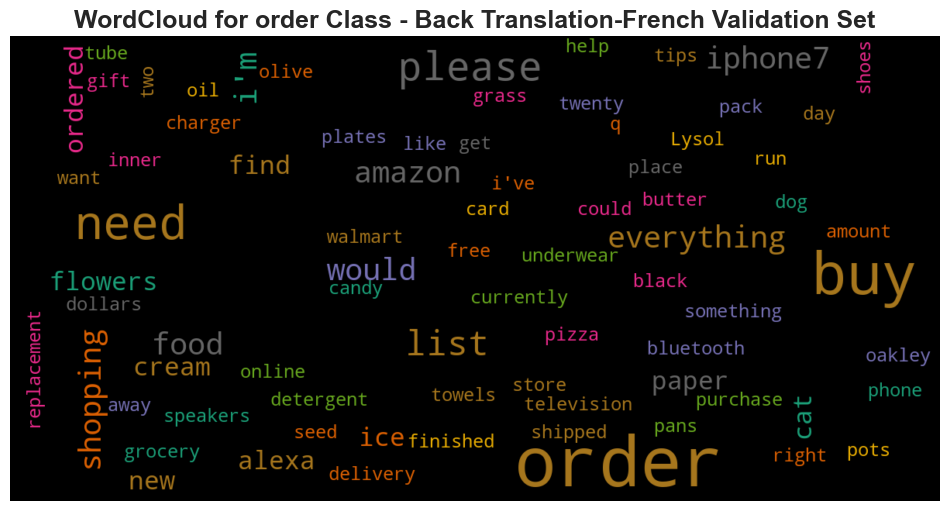 WordCloud for order Class - Back Translation-French Validation Set
tube
help
tips
iphone7
shoes
ordered
gift
two
oil
i'm
olive
please
grass
twenty
pack
day
charger
plates
like
get
q
Lysol
inner
find
amazon
place
run
want
i've
card
could
butter
dog
need
walmart
free
everything
amount
underwear
buy
flowers
would
candy
black
dollars
currently
something
replacement
shopping
food
list
pizza
bluetooth
oakley
cream
online
paper
phone
away
speakers
detergent
towels
store
television
purchase
cat
grocery
seed
ice
finished
shipped
pans
pots
new
alexa
delivery
order
right